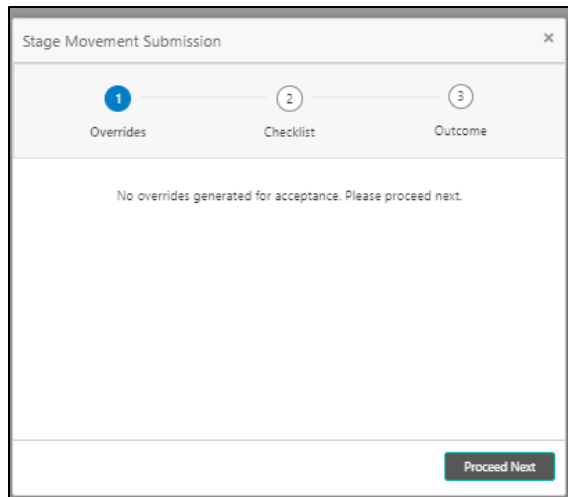 Stage Movement Submission ×
1 2 3
Overrides Checklist Outcome
No overrides generated for acceptance. Please proceed next.
Proceed Next